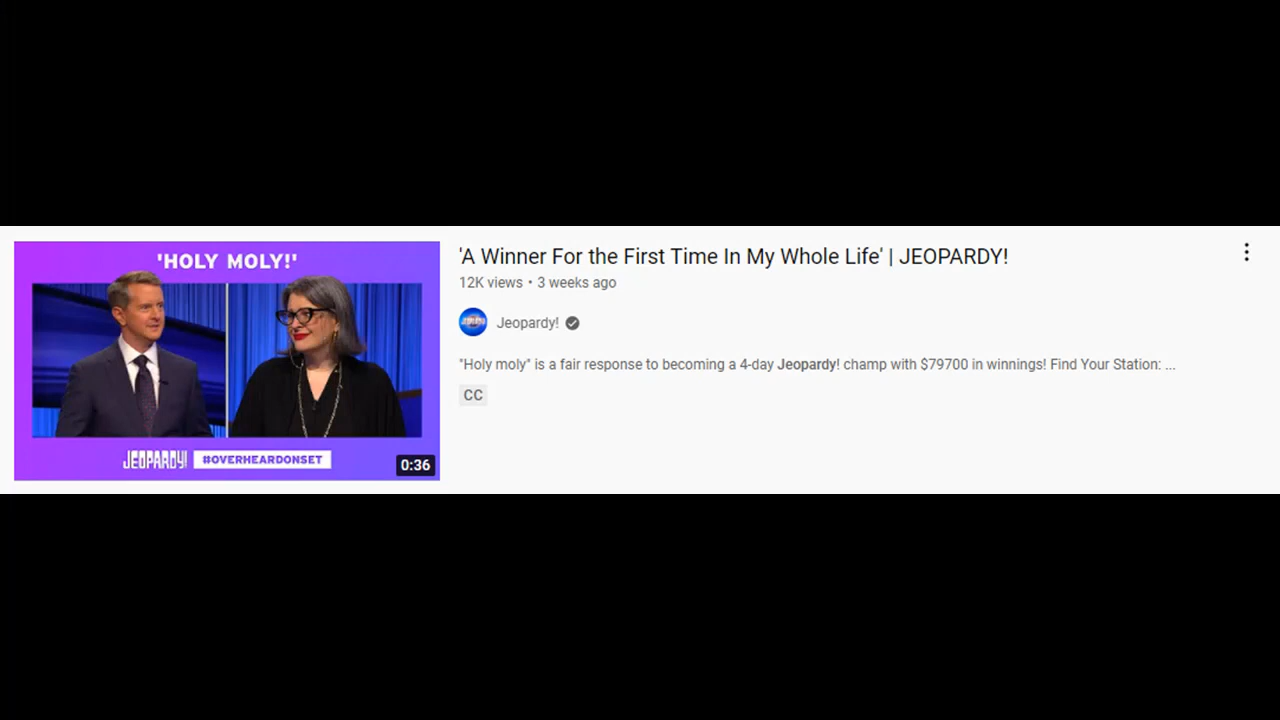 'HOLY MOLY!'
JEOPARDY! #OVERHEARDONSET
0:36
'A Winner For the First Time In My Whole Life' | JEOPARDY!
12K views • 3 weeks ago
Jeopardy!
"Holy moly" is a fair response to becoming a 4-day Jeopardy! champ with $79700 in winnings! Find Your Station: ...
CC